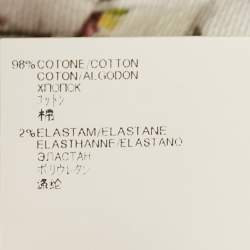 98% COTONE/COTTON
COTON/ALGODON
ХЛОПОК
コットン
棉
2% ELASTAM/ELASTANE
ELASTHANNE/ELASTANO
ЭЛАСТАН
ポリウレタン
氨纶